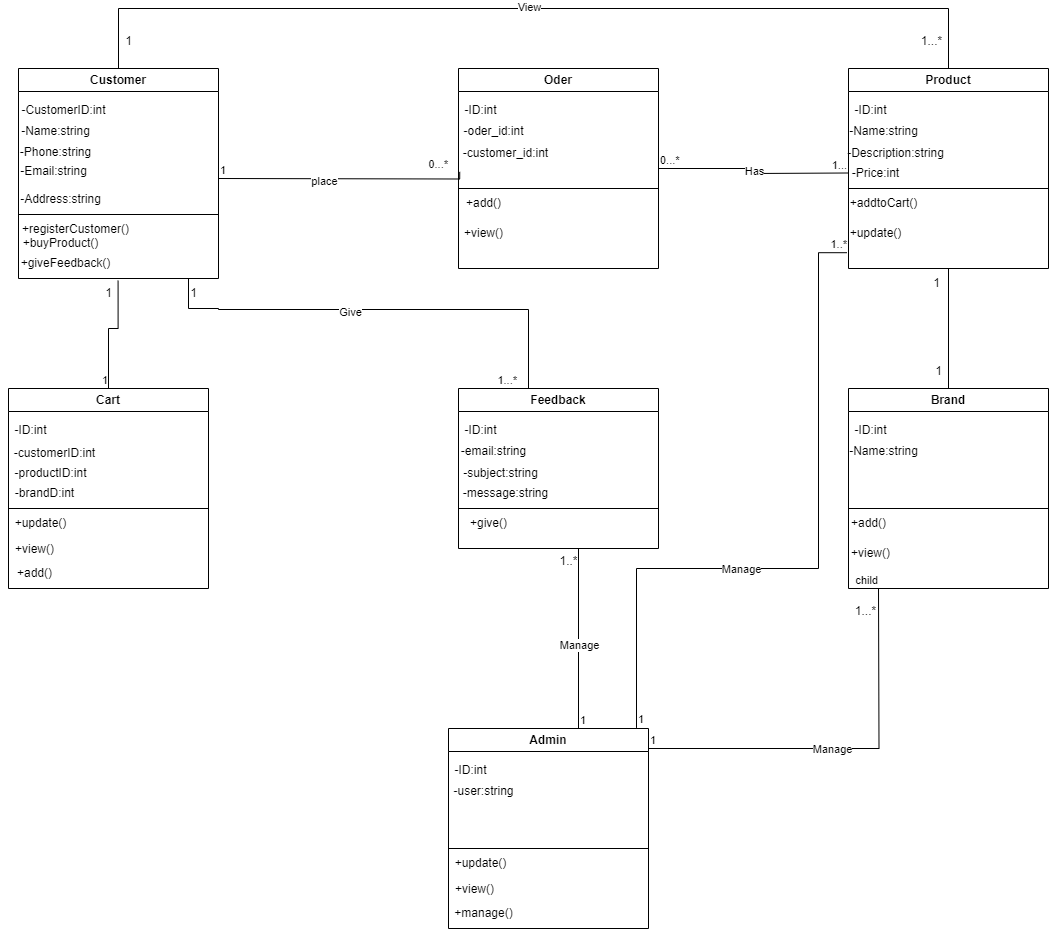 View
1
1...*
Customer
-CustomerID:int
-Name:string
-Phone:string
-Email:string
-Address:string
+registerCustomer()
+buyProduct()
+giveFeedback()
1
place
0...*
Oder
-ID:int
-oder_id:int
-customer_id:int
+add()
+view()
0...*
Has
1...
Product
-ID:int
-Name:string
-Description:string
-Price:int
+addtoCart()
+update()
1..*
1
1
Give
1
1
1...*
1
Cart
-ID:int
-customerID:int
-productID:int
-brandD:int
+update()
+view()
+add()
Feedback
-ID:int
-email:string
-subject:string
-message:string
+give()
Brand
-ID:int
-Name:string
+add()
+view()
child
1..*
Manage
1...*
Manage
1
1
1
Manage
Admin
-ID:int
-user:string
+update()
+view()
+manage()